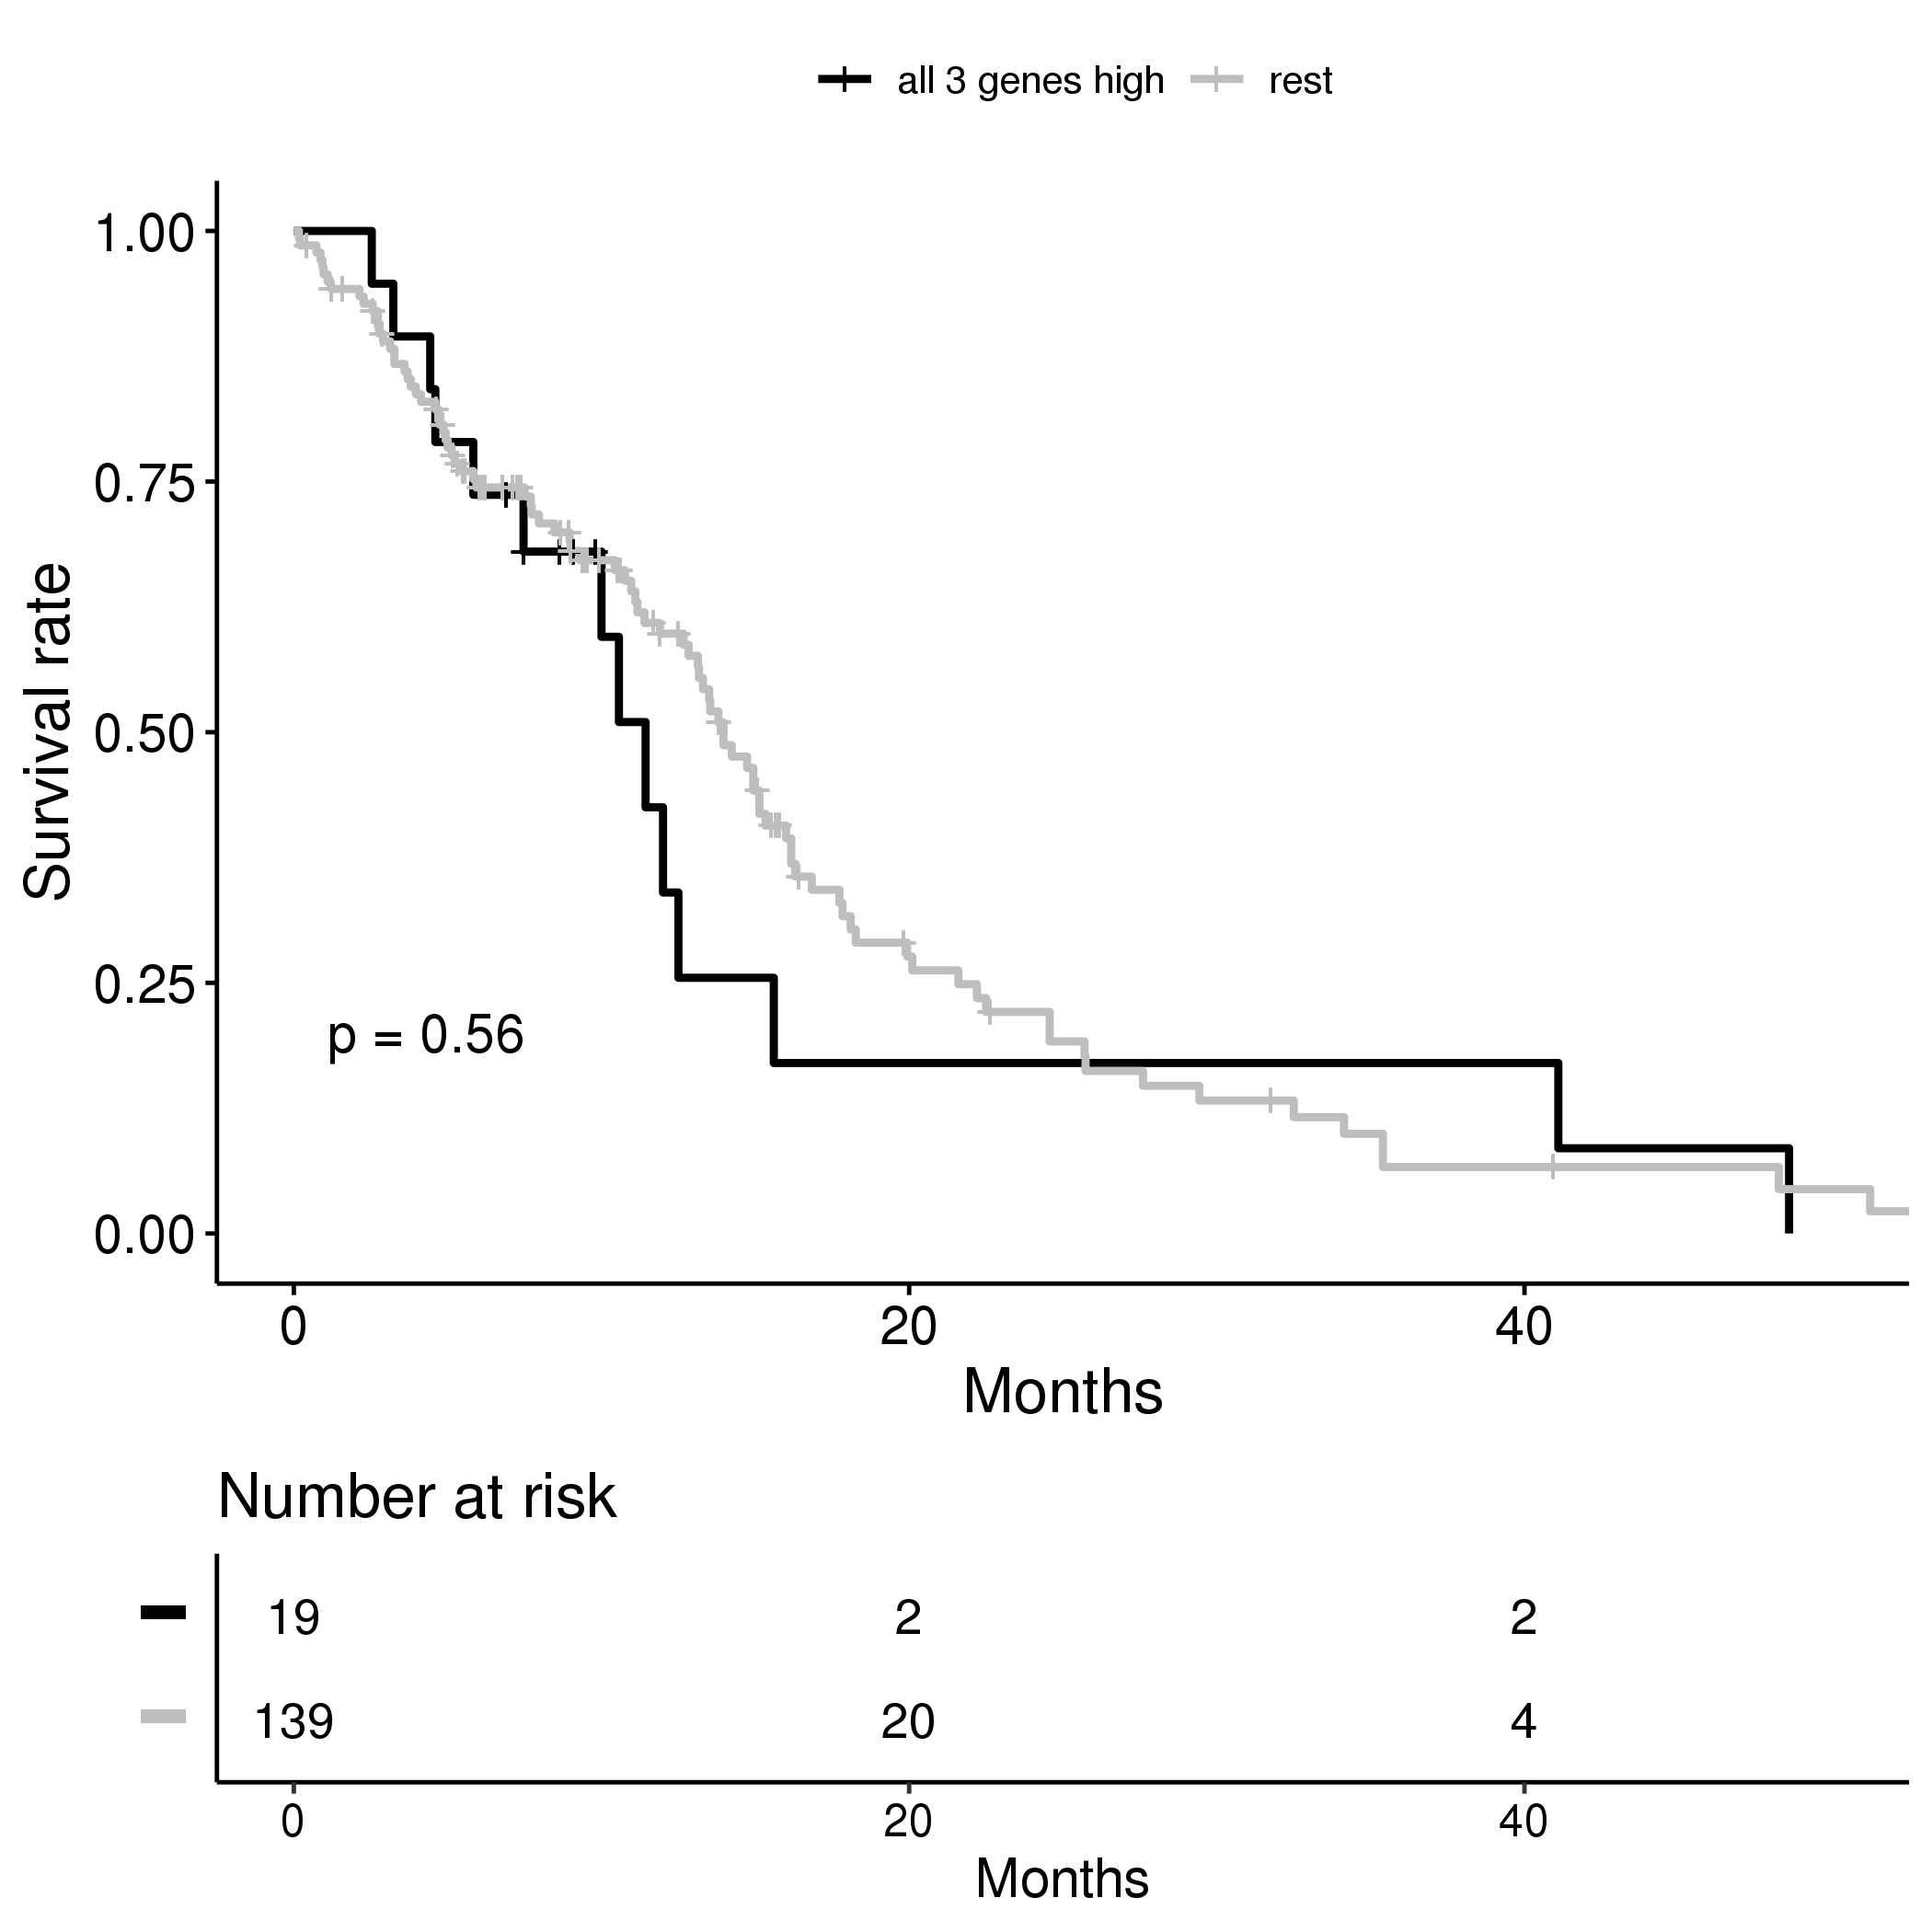 all 3 genes high rest
1.00
0.75
0.50
0.25
0.00
Survival rate
p = 0.56
0 20 40
Months
Number at risk
19 2 2
139 20 4
0 20 40
Months